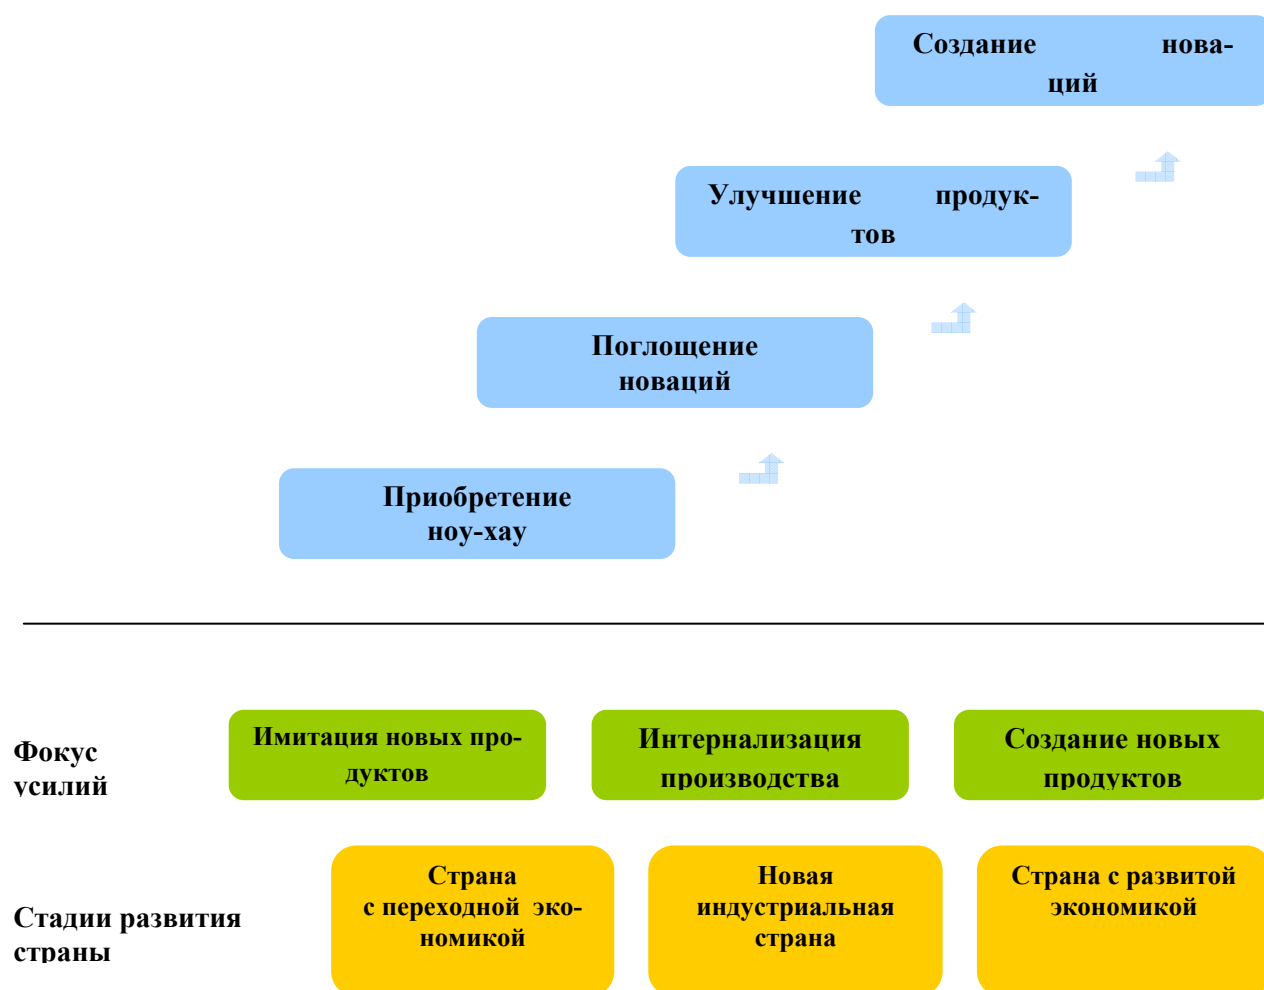 Создание нова-
ций
Улучшение продук-
тов
Поглощение
новаций
Приобретение
ноу-хау
Фокус
усилий
Имитация новых про-
дуктов
Интернализация
производства
Создание новых
продуктов
Стадии развития
страны
Страна
с переходной эко-
номикой
Новая
индустриальная
страна
Страна с развитой
экономикой